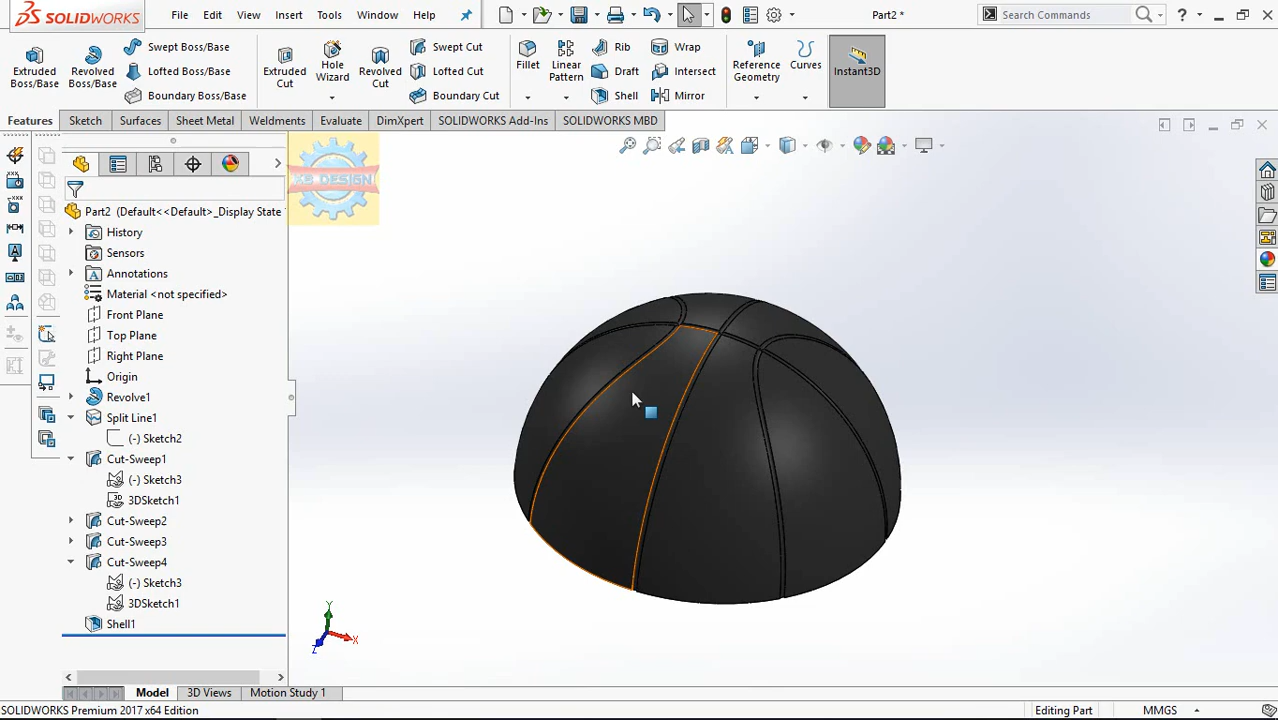 SOLIDWORKS File Edit View Insert Tools Window Help Part2 * Search Commands ?
Extruded Boss/Base
Revolved Boss/Base
Swept Boss/Base
Lofted Boss/Base
Boundary Boss/Base
Extruded Cut
Hole Wizard
Revolved Cut
Swept Cut
Lofted Cut
Boundary Cut
Fillet
Linear Pattern
Rib
Draft
Shell
Wrap
Intersect
Mirror
Reference Geometry
Curves
Instant3D
Features Sketch Surfaces Sheet Metal Weldments Evaluate DimXpert SOLIDWORKS Add-Ins SOLIDWORKS MBD
KB DESIGN
Part2 (Default<<Default>_Display State
History
Sensors
Annotations
Material <not specified>
Front Plane
Top Plane
Right Plane
Origin
Revolve1
Split Line1
(-) Sketch2
Cut-Sweep1
(-) Sketch3
3DSketch1
Cut-Sweep2
Cut-Sweep3
Cut-Sweep4
(-) Sketch3
3DSketch1
Shell1
Y
X
Z
Model 3D Views Motion Study 1
SOLIDWORKS Premium 2017 x64 Edition Editing Part MMGS